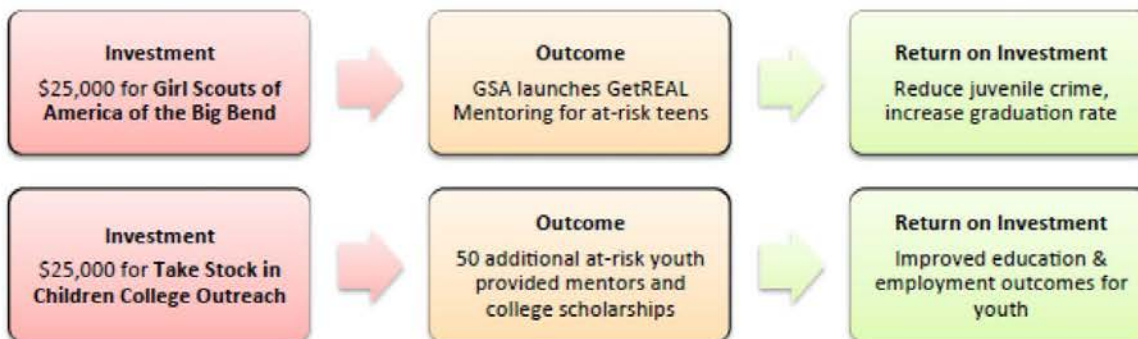 Investment
$25,000 for Girl Scouts of
America of the Big Bend
Outcome
GSA launches GetREAL
Mentoring for at-risk teens
Return on Investment
Reduce juvenile crime,
increase graduation rate
Investment
$25,000 for Take Stock in
Children College Outreach
Outcome
50 additional at-risk youth
provided mentors and
college scholarships
Return on Investment
Improved education &
employment outcomes for
youth